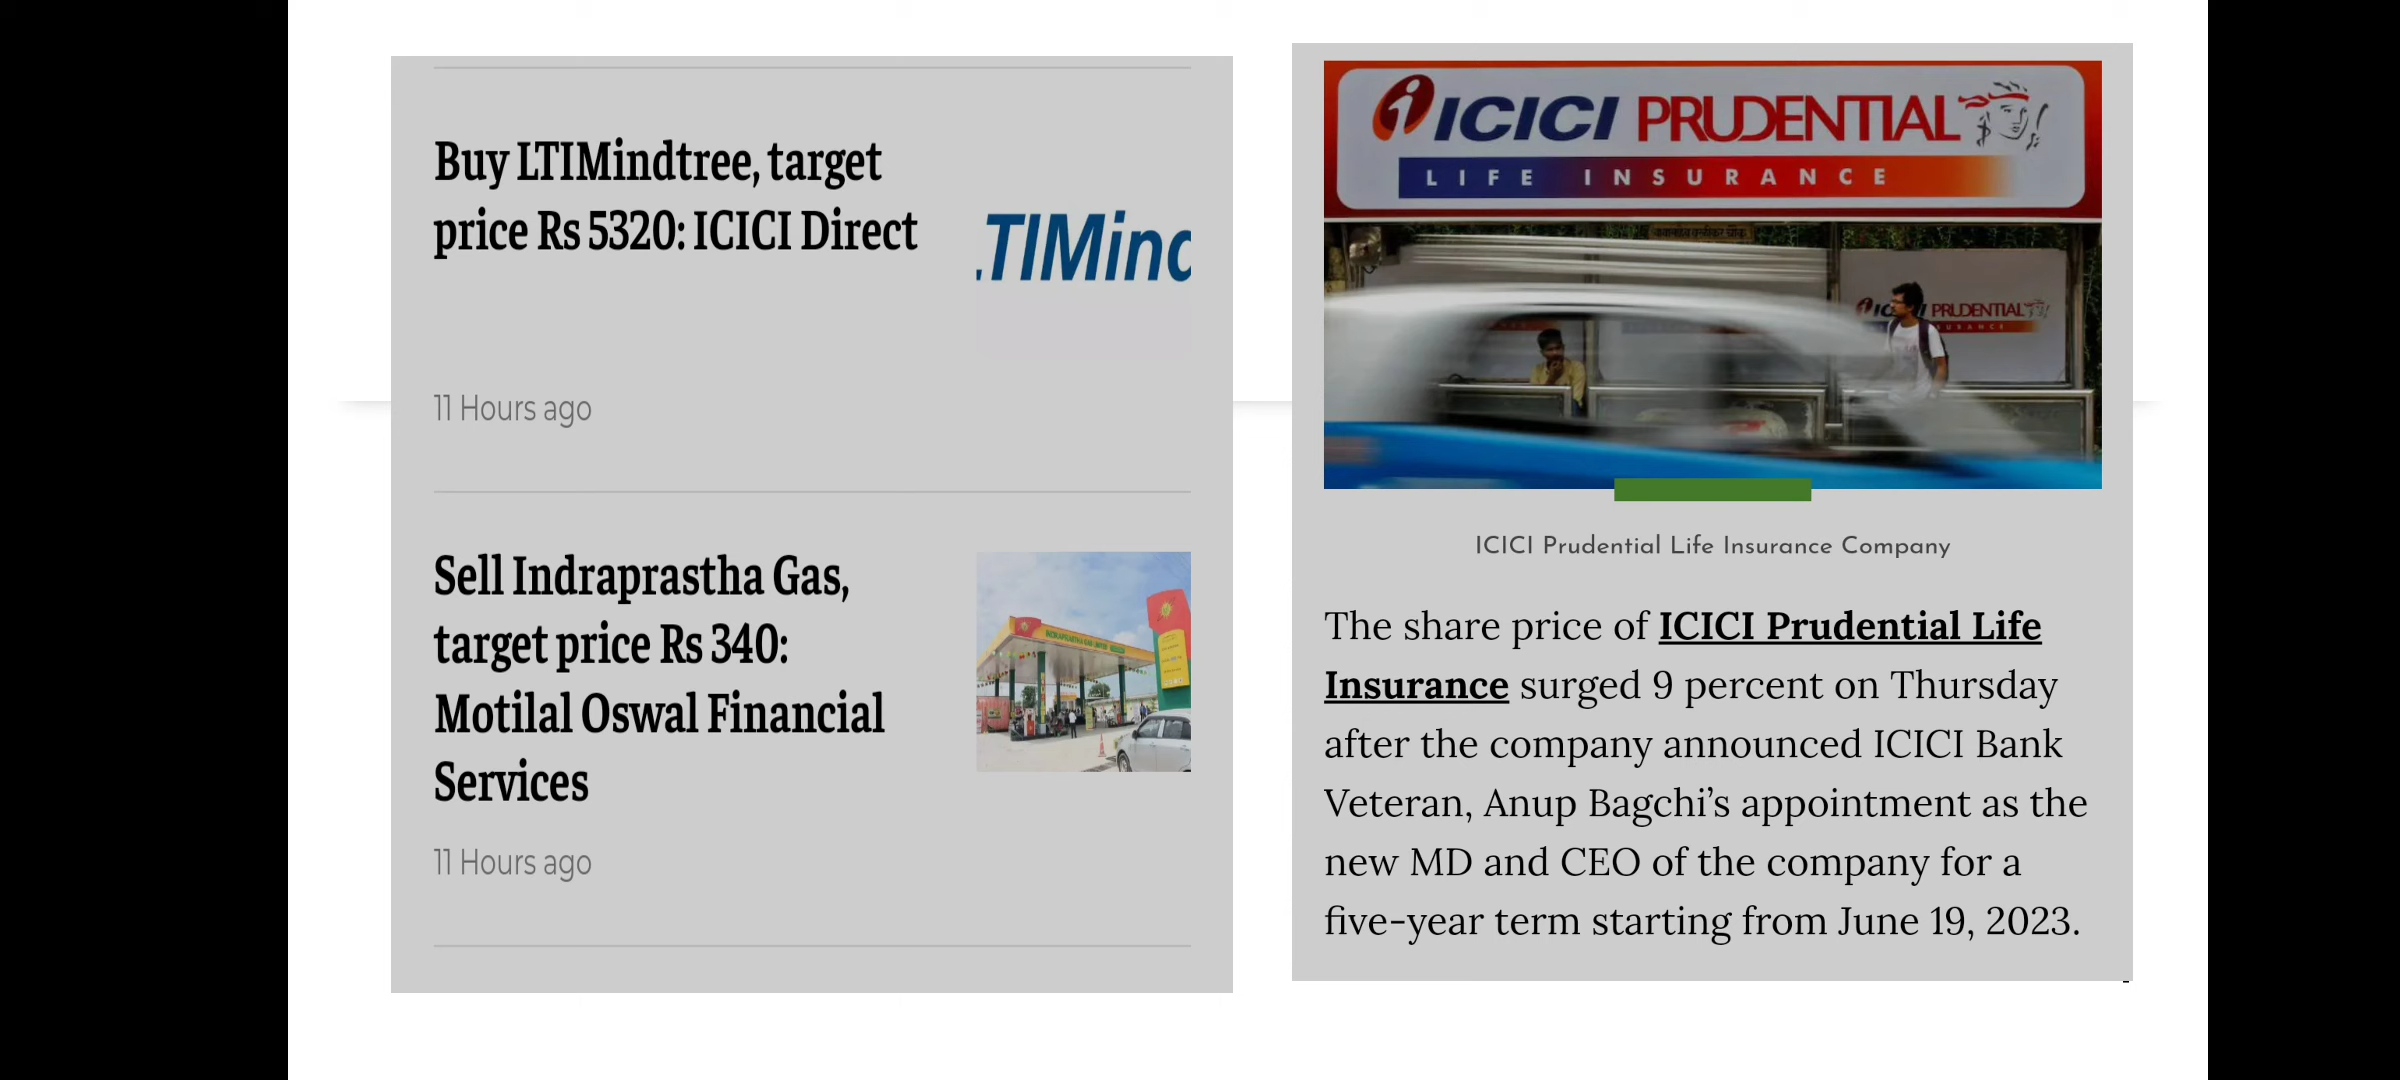 Buy LTIMindtree, target
price Rs 5320: ICICI Direct
.TIMind
11 Hours ago
Sell Indraprastha Gas,
target price Rs 340:
Motilal Oswal Financial
Services
11 Hours ago
ICICI PRUDENTIAL
LIFE INSURANCE
PRUDENTIAL
ICICI Prudential Life Insurance Company
The share price of ICICI Prudential Life
Insurance surged 9 percent on Thursday
after the company announced ICICI Bank
Veteran, Anup Bagchi’s appointment as the
new MD and CEO of the company for a
five-year term starting from June 19, 2023.